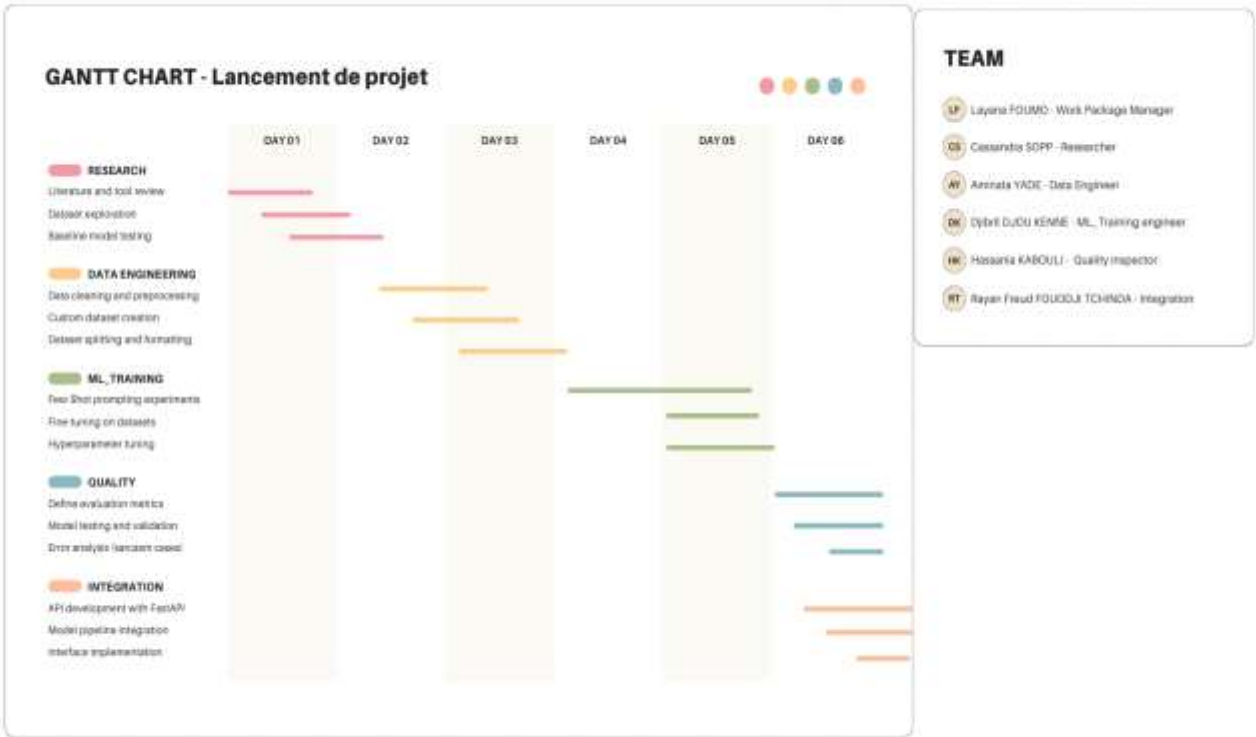 GANTT CHART - Lancement de projet
DAY 01
DAY 02
DAY 03
DAY 04
DAY 05
DAY 06
RESEARCH
Literature and tool review
Dataset exploration
Baseline model testing
DATA ENGINEERING
Data cleaning and preprocessing
Custom dataset creation
Dataset splitting and formatting
ML_TRAINING
Few Shot prompting experiments
Fine tuning on datasets
Hyperparameter tuning
QUALITY
Define evaluation metrics
Model testing and validation
Error analysis (sarcasm cases)
INTEGRATION
API development with FastAPI
Model pipeline integration
Interface implementation
TEAM
LF Layana FOUMO - Work Package Manager
CS Cassandra SOPP - Researcher
AY Aminata YADE - Data Engineer
DK Djibril DJOU KENNE - ML_Training engineer
HK Hassania KABOULI - Quality Inspector
RT Rayan Freud FOUODJI TCHINDA - Integration